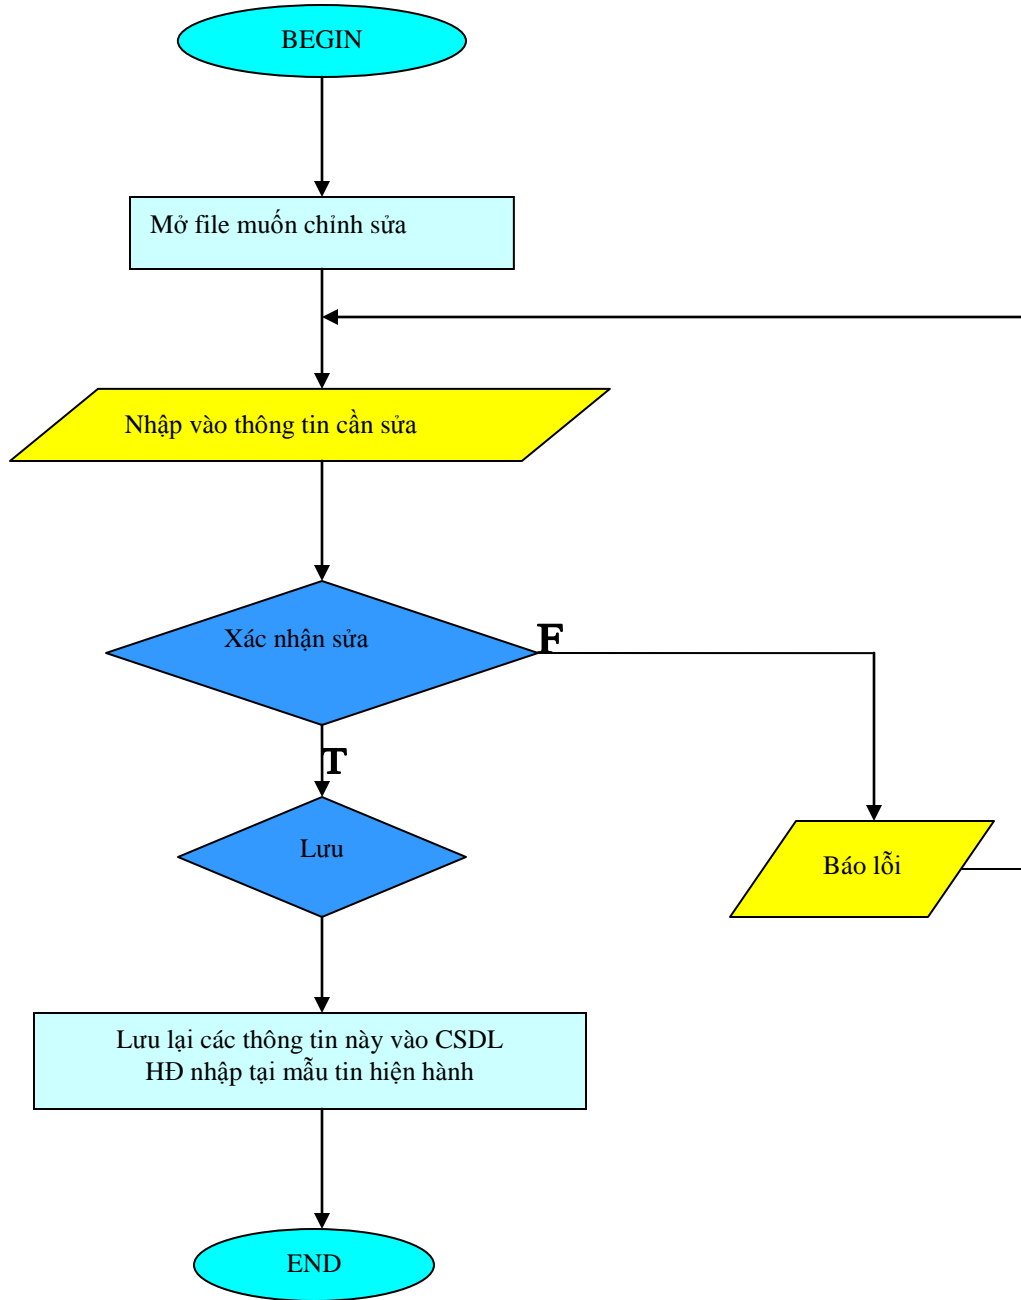 BEGIN
Mở file muốn chỉnh sửa
Nhập vào thông tin cần sửa
Xác nhận sửa
F
T
Lưu
Báo lỗi
Lưu lại các thông tin này vào CSDL
HĐ nhập tại mẫu tin hiện hành
END